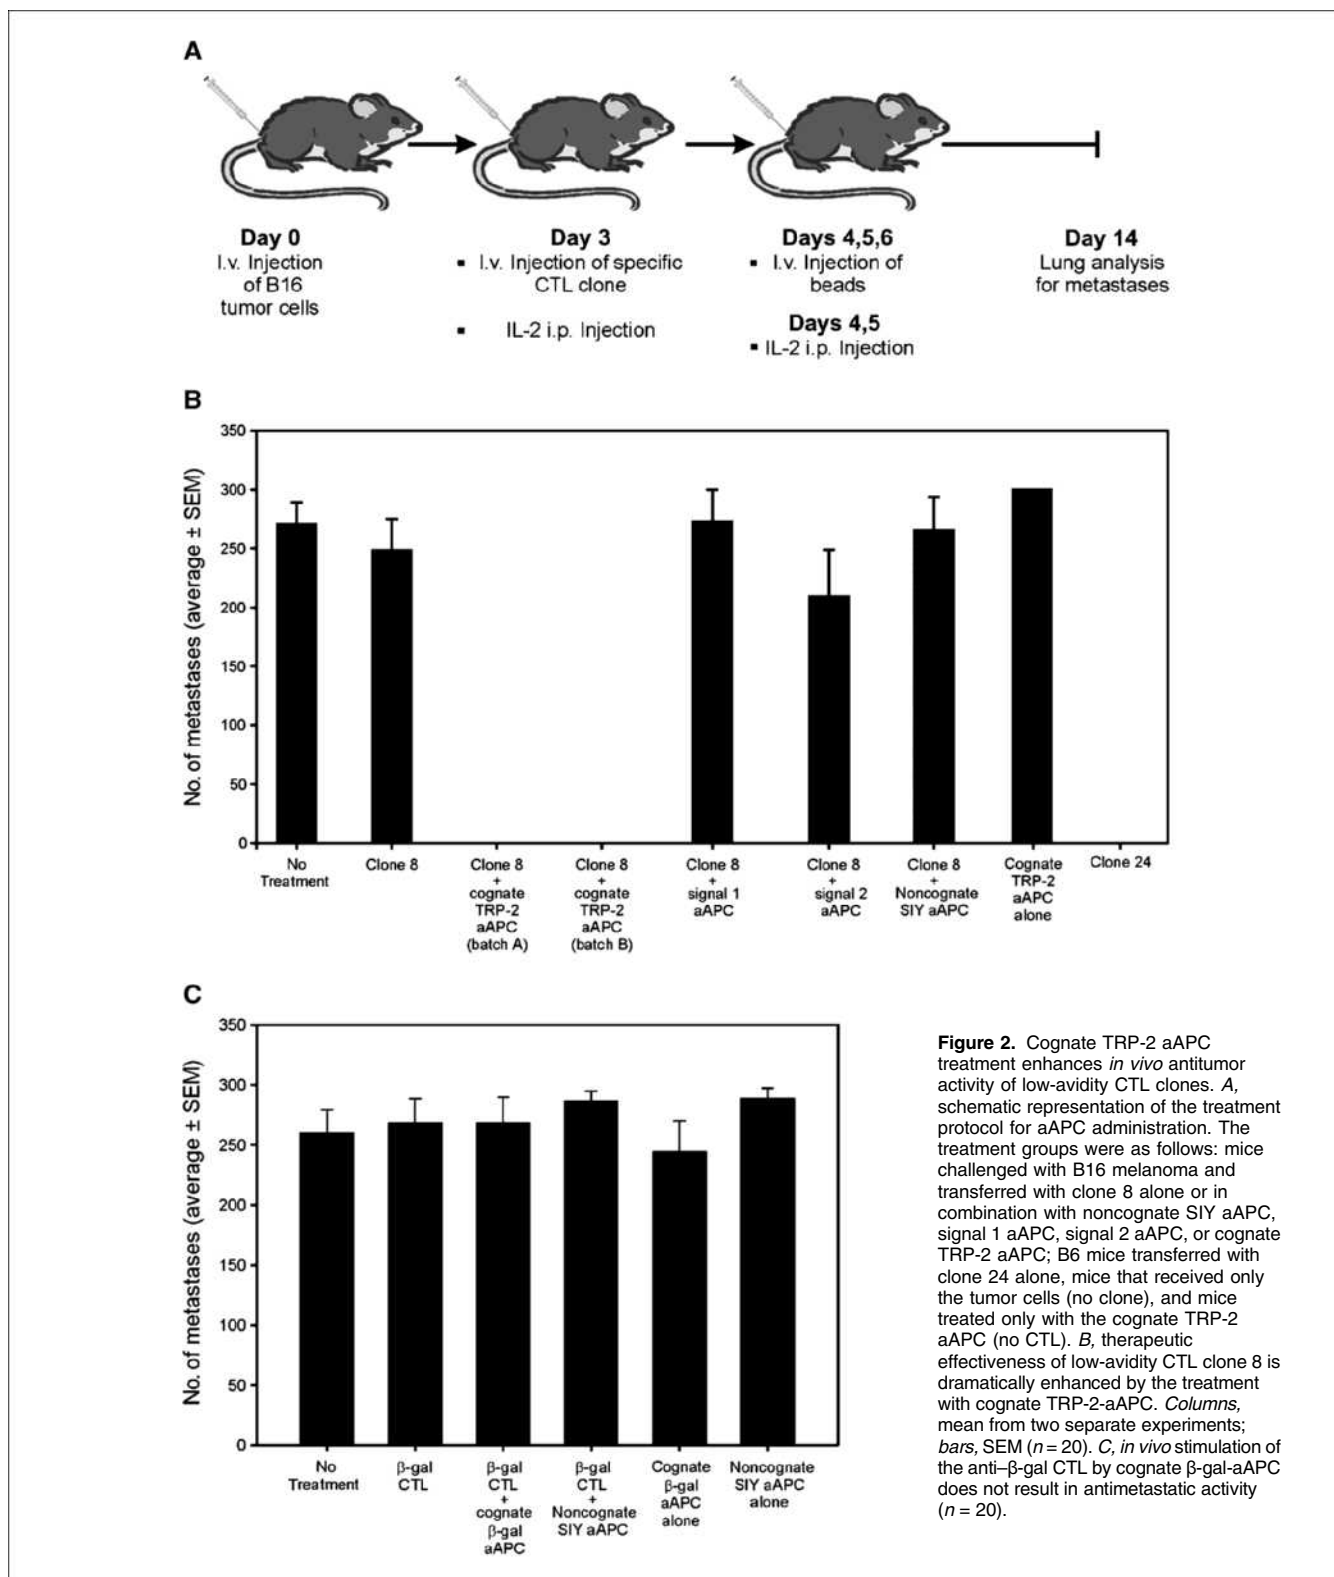 A
Day 0
I.v. Injection
of B16
tumor cells
Day 3
▪ I.v. Injection of specific
CTL clone
▪ IL-2 i.p. Injection
Days 4,5,6
▪ I.v. Injection of
beads
Days 4,5
▪ IL-2 i.p. Injection
Day 14
Lung analysis
for metastases
B
No. of metastases (average ± SEM)
350
300
250
200
150
100
50
0
No
Treatment
Clone 8
Clone 8
+
cognate
TRP-2
aAPC
(batch A)
Clone 8
+
cognate
TRP-2
aAPC
(batch B)
Clone 8
+
signal 1
aAPC
Clone 8
+
signal 2
aAPC
Clone 8
+
Noncognate
SIY aAPC
Cognate
TRP-2
aAPC
alone
Clone 24
C
No. of metastases (average ± SEM)
350
300
250
200
150
100
50
0
No
Treatment
β-gal
CTL
β-gal
CTL
+
cognate
β-gal
aAPC
β-gal
CTL
+
Noncognate
SIY aAPC
Cognate
β-gal
aAPC
alone
Noncognate
SIY aAPC
alone
Figure 2. Cognate TRP-2 aAPC
treatment enhances in vivo antitumor
activity of low-avidity CTL clones. A,
schematic representation of the treatment
protocol for aAPC administration. The
treatment groups were as follows: mice
challenged with B16 melanoma and
transferred with clone 8 alone or in
combination with noncognate SIY aAPC,
signal 1 aAPC, signal 2 aAPC, or cognate
TRP-2 aAPC; B6 mice transferred with
clone 24 alone, mice that received only
the tumor cells (no clone), and mice
treated only with the cognate TRP-2
aAPC (no CTL). B, therapeutic
effectiveness of low-avidity CTL clone 8 is
dramatically enhanced by the treatment
with cognate TRP-2-aAPC. Columns,
mean from two separate experiments;
bars, SEM (n = 20). C, in vivo stimulation of
the anti–β-gal CTL by cognate β-gal-aAPC
does not result in antimetastatic activity
(n = 20).